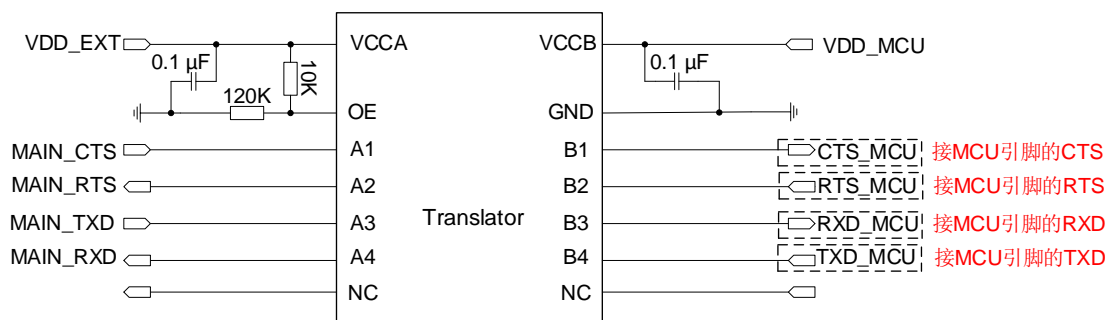 VDD_EXT VCCA VCCB VDD_MCU
0.1 µF 10K 0.1 µF
120K OE GND
MAIN_CTS A1 B1 CTS_MCU 接MCU引脚的CTS
MAIN_RTS A2 B2 RTS_MCU 接MCU引脚的RTS
MAIN_TXD A3 Translator B3 RXD_MCU 接MCU引脚的RXD
MAIN_RXD A4 B4 TXD_MCU 接MCU引脚的TXD
NC NC